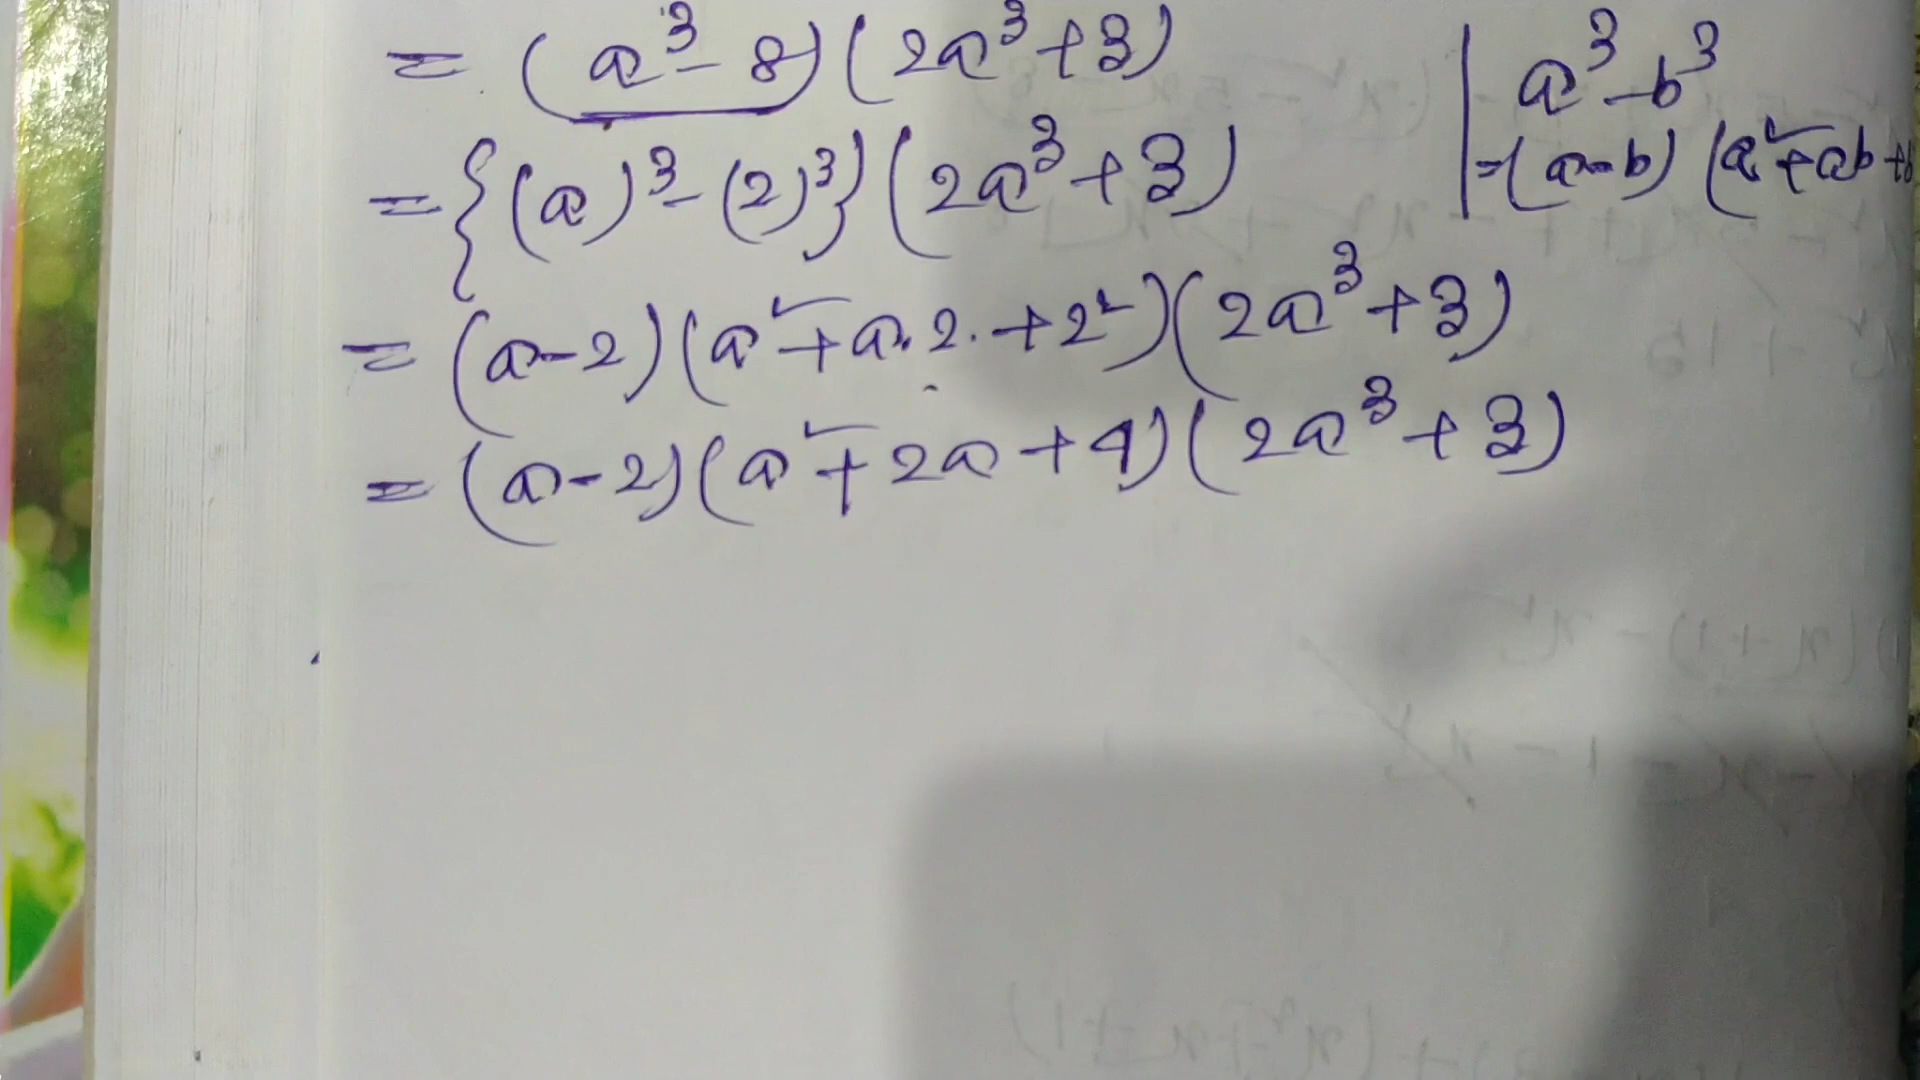 = (a³ - 8) (2a³ + 3)
= {(a)³ - (2)³} (2a³ + 3)
= (a - 2) (a² + a. 2. + 2²) (2a³ + 3)
= (a - 2) (a² + 2a + 4) (2a³ + 3)
a³ - b³
= (a - b) (a² + ab +